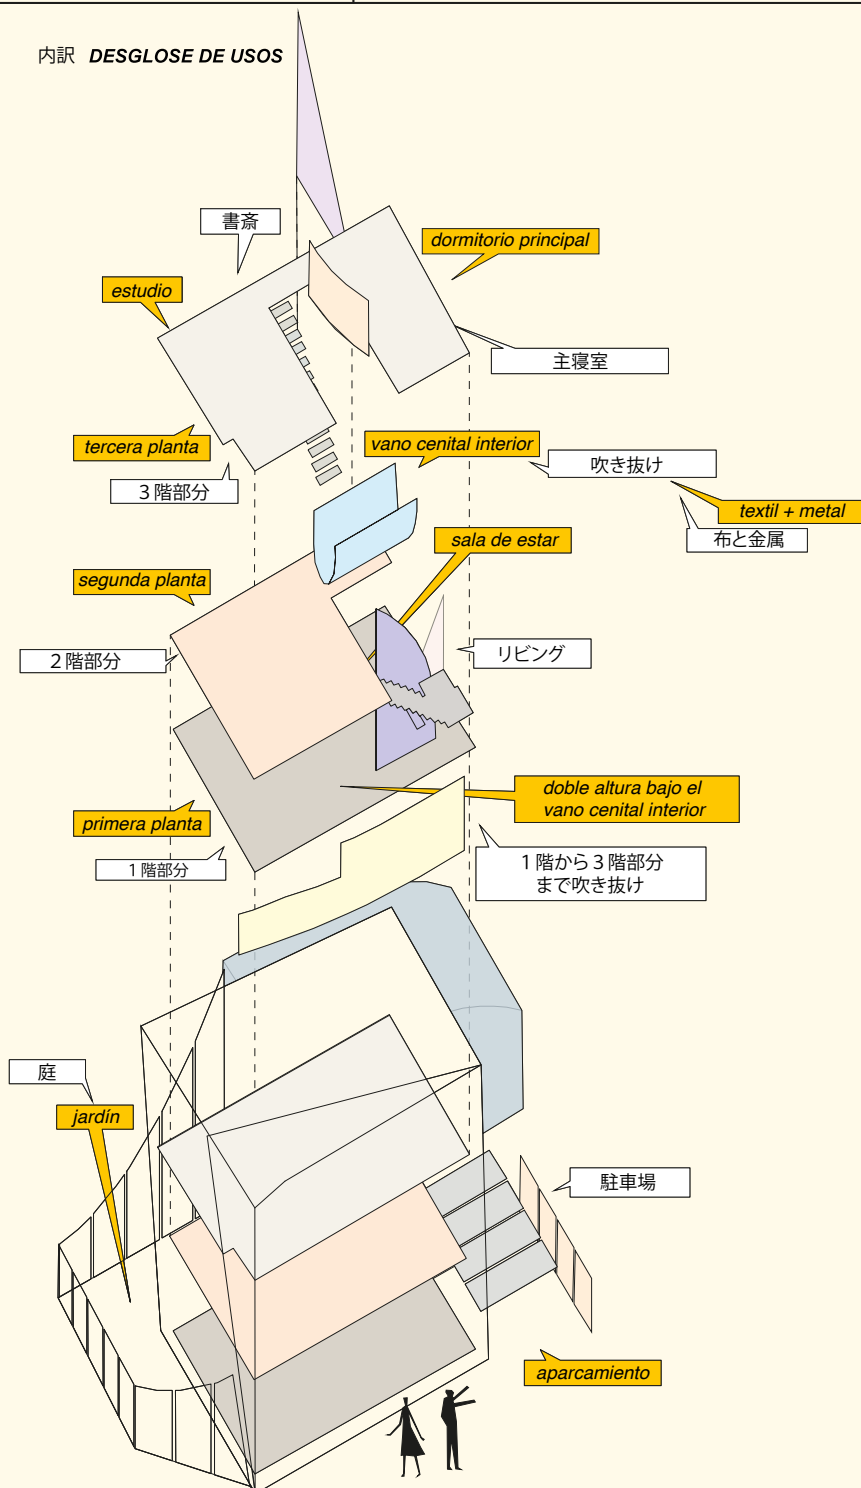 内訳 DESGLOSE DE USOS
書斎
dormitorio principal
estudio
主寝室
tercera planta
vano cenital interior
吹き抜け
3階部分
textil + metal
布と金属
sala de estar
segunda planta
リビング
2階部分
doble altura bajo el
vano cenital interior
primera planta
1階部分
1階から3階部分
まで吹き抜け
庭
jardín
駐車場
aparcamiento